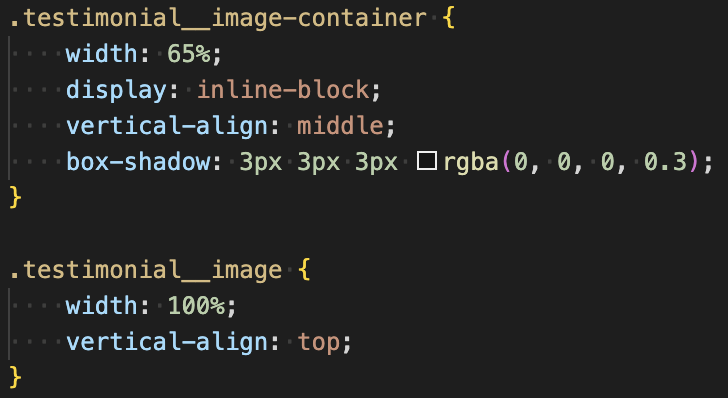 .testimonial__image-container {
    width: 65%;
    display: inline-block;
    vertical-align: middle;
    box-shadow: 3px 3px 3px rgba(0, 0, 0, 0.3);
}

.testimonial__image {
    width: 100%;
    vertical-align: top;
}